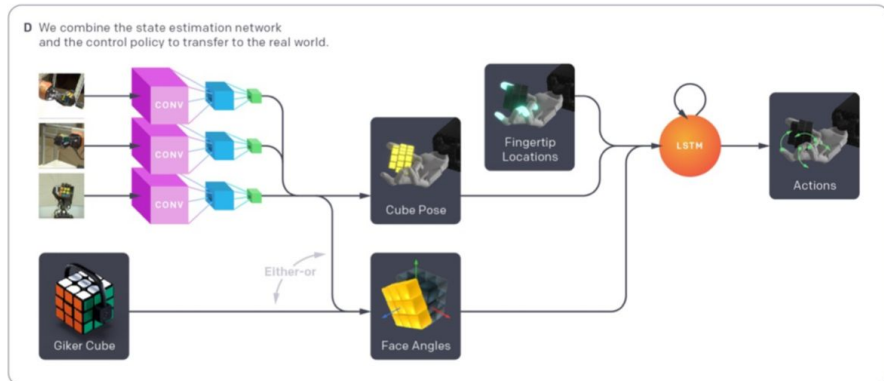 D We combine the state estimation network
and the control policy to transfer to the real world.
CONV
CONV
CONV
Cube Pose
Fingertip
Locations
LSTM
Actions
Either-or
Giker Cube
Face Angles